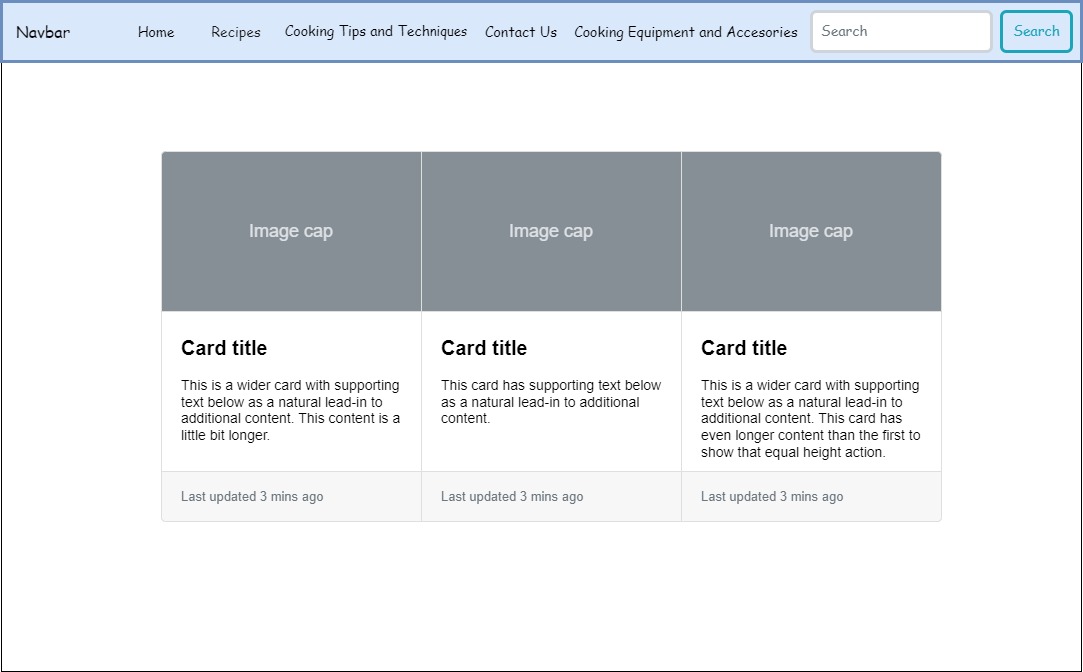 Navbar Home Recipes Cooking Tips and Techniques Contact Us Cooking Equipment and Accesories Search Search
Image cap
Image cap
Image cap
Card title
This is a wider card with supporting
text below as a natural lead-in to
additional content. This content is a
little bit longer.
Last updated 3 mins ago
Card title
This card has supporting text below
as a natural lead-in to additional
content.
Last updated 3 mins ago
Card title
This is a wider card with supporting
text below as a natural lead-in to
additional content. This card has
even longer content than the first to
show that equal height action.
Last updated 3 mins ago